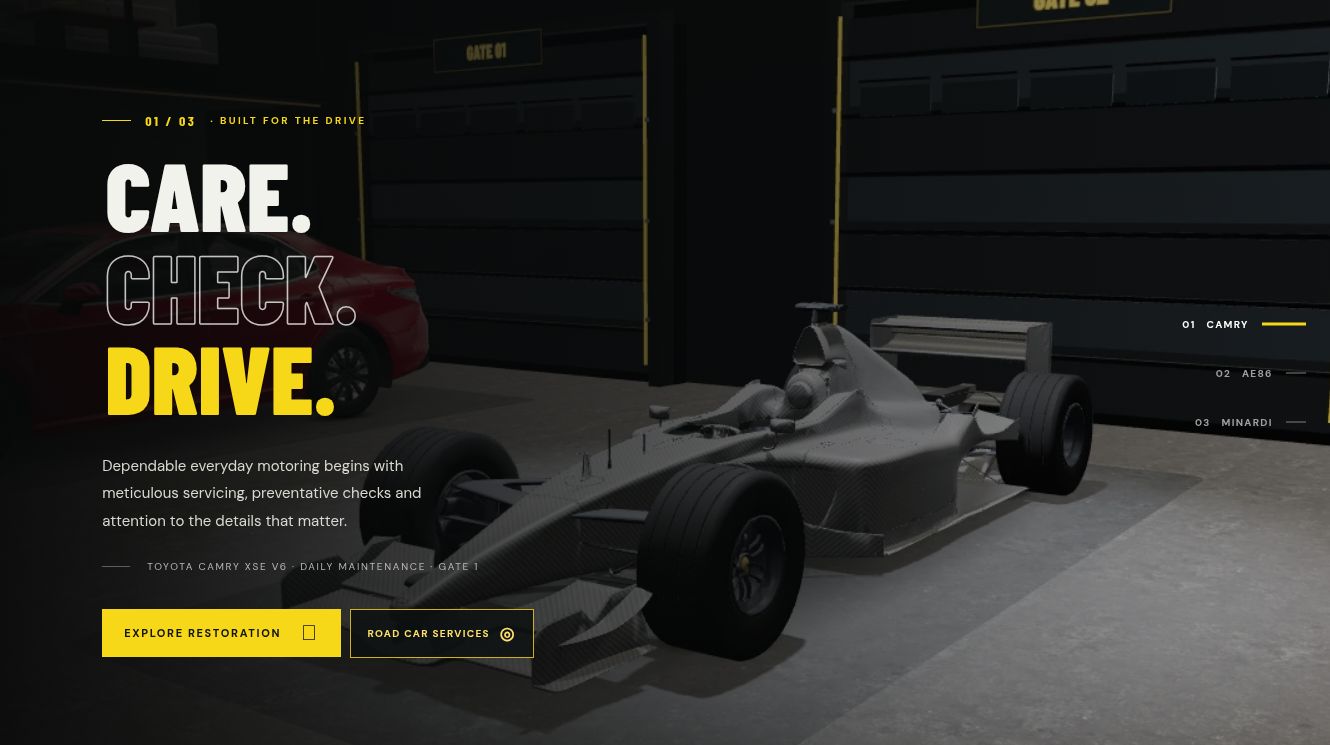 GATE 01
GATE 02
01 / 03 · BUILT FOR THE DRIVE
CARE.
CHECK.
DRIVE.
Dependable everyday motoring begins with
meticulous servicing, preventative checks and
attention to the details that matter.
TOYOTA CAMRY XSE V6 · DAILY MAINTENANCE · GATE 1
EXPLORE RESTORATION
ROAD CAR SERVICES
01 CAMRY
02 AE86
03 MINARDI